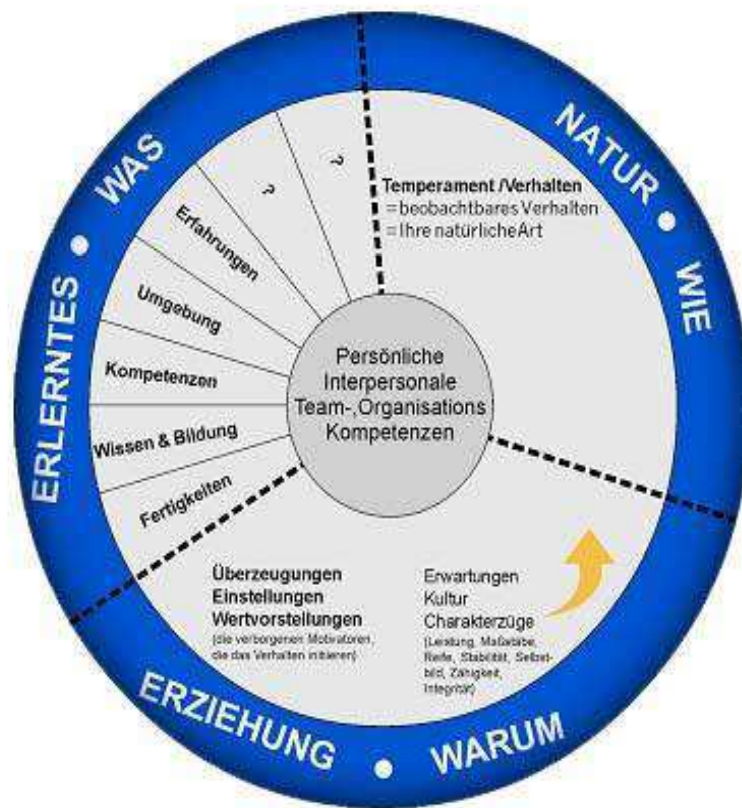 NATUR • WIE
Temperament /Verhalten
=beobachtbares Verhalten
=Ihre natürlicheArt
ERLERNTES • WAS
?
?
Erfahrungen
Umgebung
Kompetenzen
Wissen & Bildung
Fertigkeiten
Persönliche
Interpersonale
Team-,Organisations
Kompetenzen
Überzeugungen
Einstellungen
Wertvorstellungen
(die verborgenen Motivatoren,
die das Verhalten initiieren)
Erwartungen
Kultur
Charakterzüge
(Leistung, Maßstäbe,
Reife, Stabilität, Selbst-
bild, Zähigkeit,
Integrität)
ERZIEHUNG • WARUM